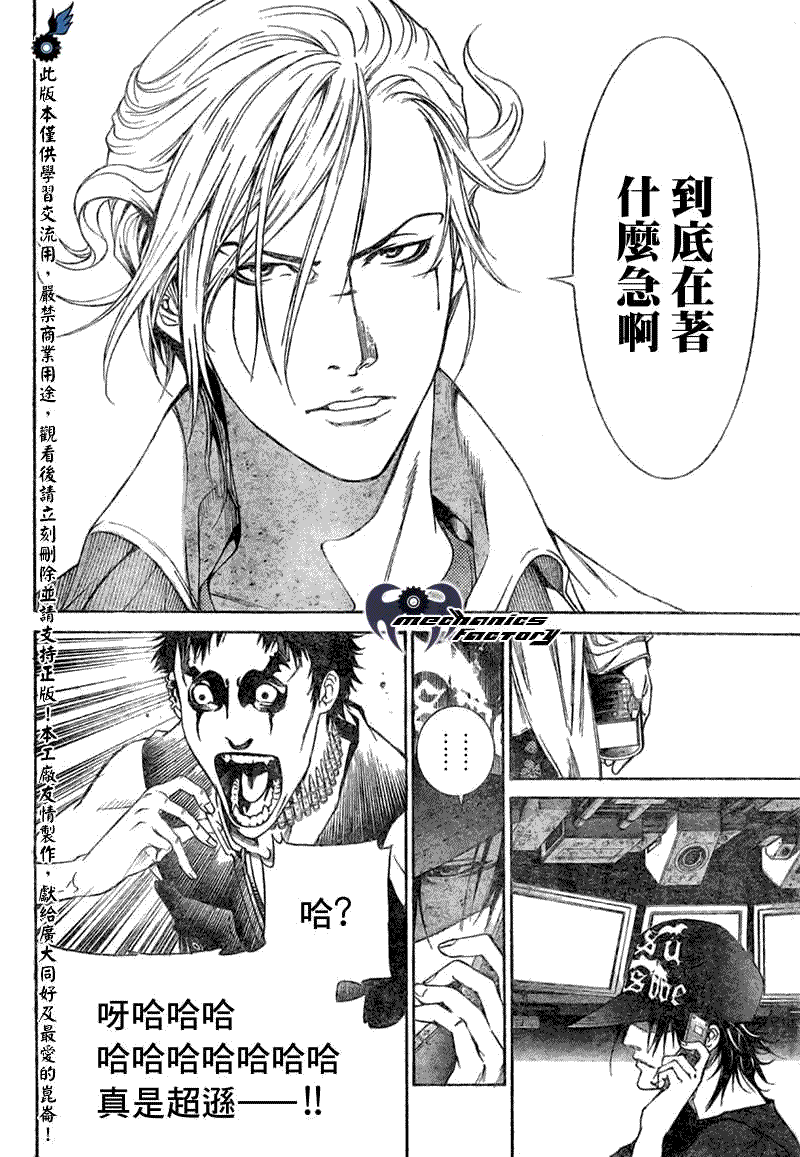 到底在著
什麼急啊
mechanics
factory
Su
swe
……
……
哈?
呀哈哈哈
哈哈哈哈哈哈哈
真是超遜——!!
此版本僅供學習交流用，嚴禁商業用途，觀看後請立刻刪除並請支持正版！本工廠友情製作，獻給廣大同好及最愛的崑崙！